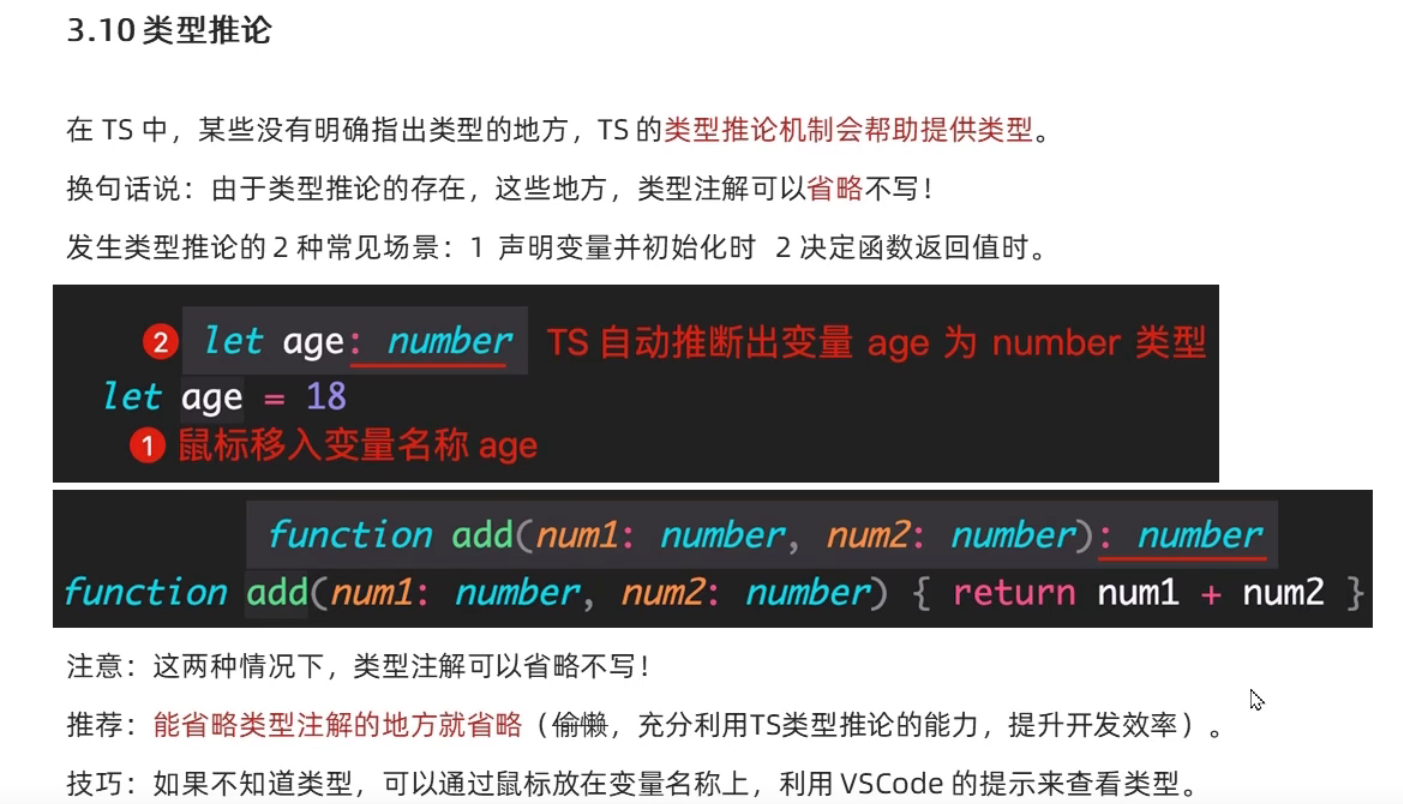 3.10 类型推论
在 TS 中，某些没有明确指出类型的地方，TS 的类型推论机制会帮助提供类型。
换句话说：由于类型推论的存在，这些地方，类型注解可以省略不写！
发生类型推论的 2 种常见场景：1 声明变量并初始化时 2 决定函数返回值时。
2 let age: number TS 自动推断出变量 age 为 number 类型
let age = 18
1 鼠标移入变量名称 age
function add(num1: number, num2: number): number
function add(num1: number, num2: number) { return num1 + num2 }
注意：这两种情况下，类型注解可以省略不写！
推荐：能省略类型注解的地方就省略（偷懒，充分利用TS类型推论的能力，提升开发效率）。
技巧：如果不知道类型，可以通过鼠标放在变量名称上，利用 VSCode 的提示来查看类型。